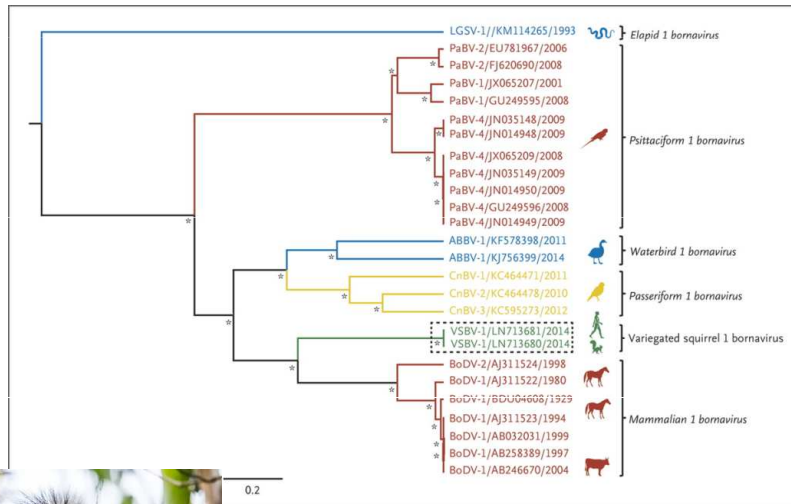 LGSV-1//KM114265/1993
Elapid 1 bornavirus
PaBV-2/EU781967/2006
PaBV-2/FJ620690/2008
PaBV-1/JX065207/2001
PaBV-1/GU249595/2008
PaBV-4/JN035148/2009
PaBV-4/JN014948/2009
Psittaciform 1 bornavirus
PaBV-4/JX065209/2008
PaBV-4/JN035149/2009
PaBV-4/JN014950/2009
PaBV-4/GU249596/2008
PaBV-4/JN014949/2009
ABBV-1/KF578398/2011
Waterbird 1 bornavirus
ABBV-1/KJ756399/2014
CnBV-1/KC464471/2011
CnBV-2/KC464478/2010
Passeriform 1 bornavirus
CnBV-3/KC595273/2012
VSBV-1/LN713681/2014
Variegated squirrel 1 bornavirus
VSBV-1/LN713680/2014
BoDV-2/AJ311524/1998
BoDV-1/AJ311522/1980
BoDV-1/BDU04608/1929
BoDV-1/AJ311523/1994
Mammalian 1 bornavirus
BoDV-1/AB032031/1999
BoDV-1/AB258389/1997
BoDV-1/AB246670/2004
0.2